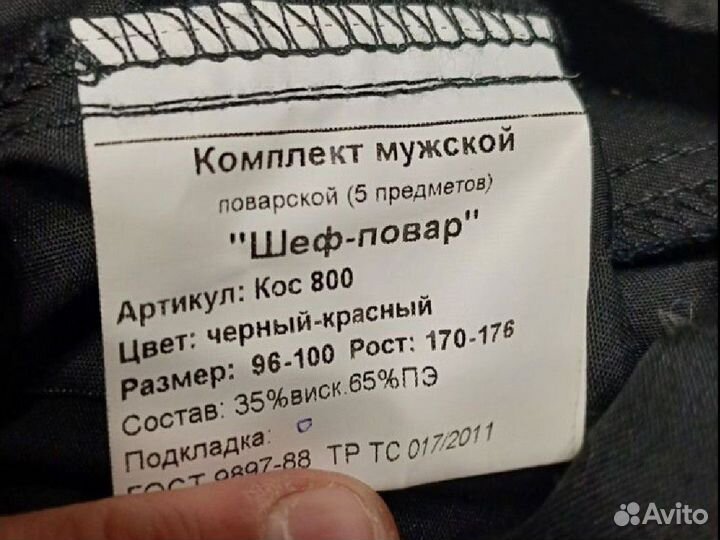 Комплект мужской
поварской (5 предметов)
"Шеф-повар"
Артикул: Кос 800
Цвет: черный-красный
Размер: 96-100 Рост: 170-176
Состав: 35%виск.65%ПЭ
Подкладка:
ГОСТ 9897-88 ТР ТС 017/2011
Avito